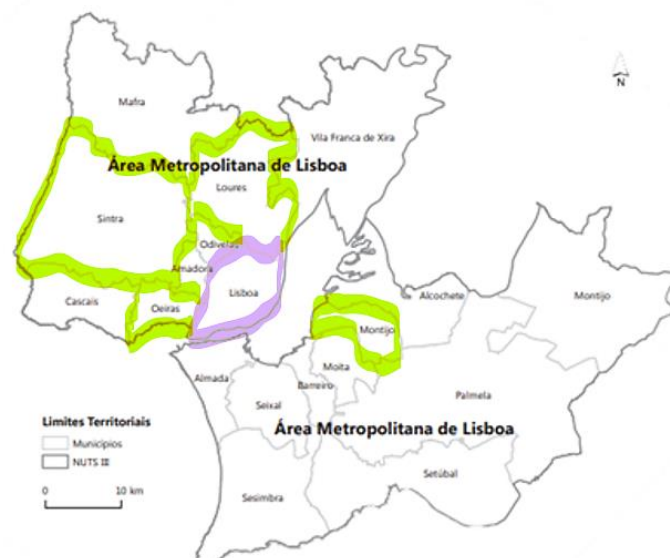 Mafra
N
Vila Franca de Xira
Área Metropolitana de Lisboa
Loures
Sintra
Odivelas
Amadora
Lisboa
Cascais
Oeiras
Alcochete
Montijo
Montijo
Moita
Almada
Barreiro
Palmela
Seixal
Limites Territoriais
Área Metropolitana de Lisboa
Municípios
NUTS III
Setúbal
0 10 km
Sesimbra